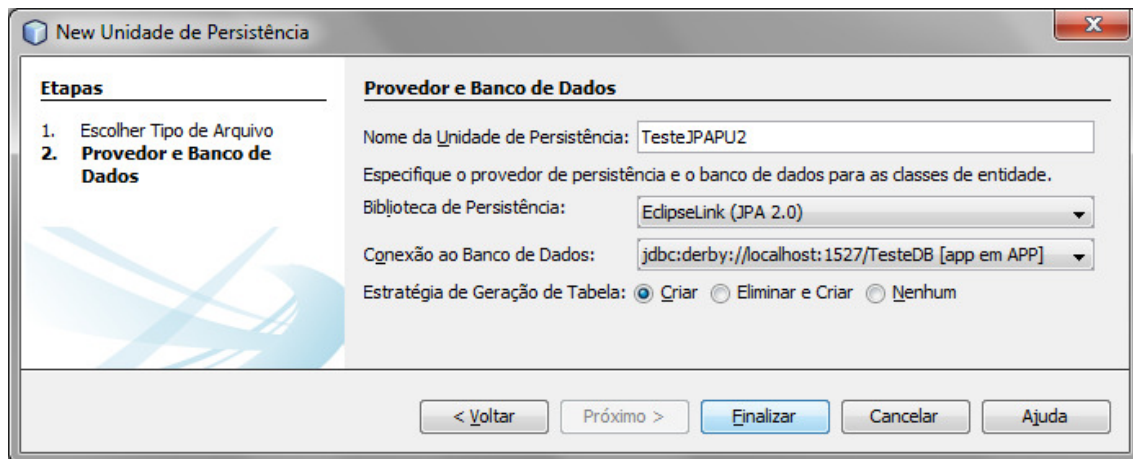 New Unidade de Persistência
Etapas
1. Escolher Tipo de Arquivo
2. Provedor e Banco de
Dados
Provedor e Banco de Dados
Nome da Unidade de Persistência: TesteJPAPU2
Especifique o provedor de persistência e o banco de dados para as classes de entidade.
Biblioteca de Persistência: EclipseLink (JPA 2.0)
Conexão ao Banco de Dados: jdbc:derby://localhost:1527/TesteDB [app em APP]
Estratégia de Geração de Tabela: Criar Eliminar e Criar Nenhum
< Voltar Próximo > Finalizar Cancelar Ajuda